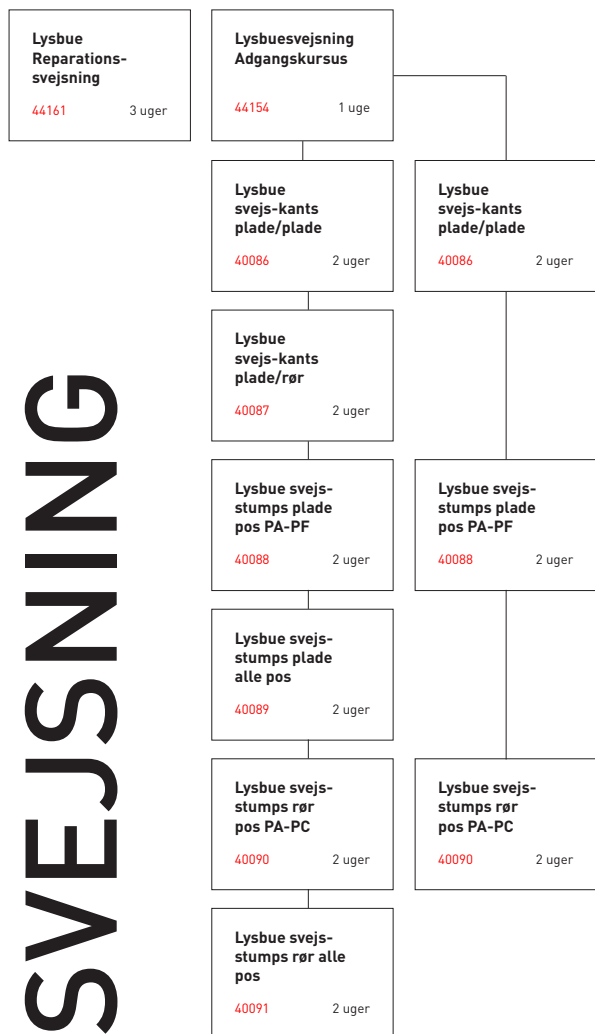 Lysbue
Reparations-
svejsning
44161 3 uger
Lysbuesvejsning
Adgangskursus
44154 1 uge
Lysbue
svejs-kants
plade/plade
40086 2 uger
Lysbue
svejs-kants
plade/plade
40086 2 uger
Lysbue
svejs-kants
plade/rør
40087 2 uger
Lysbue svejs-
stumps plade
pos PA-PF
40088 2 uger
Lysbue svejs-
stumps plade
pos PA-PF
40088 2 uger
Lysbue svejs-
stumps plade
alle pos
40089 2 uger
Lysbue svejs-
stumps rør
pos PA-PC
40090 2 uger
Lysbue svejs-
stumps rør
pos PA-PC
40090 2 uger
Lysbue svejs-
stumps rør alle
pos
40091 2 uger
SVEJSNING